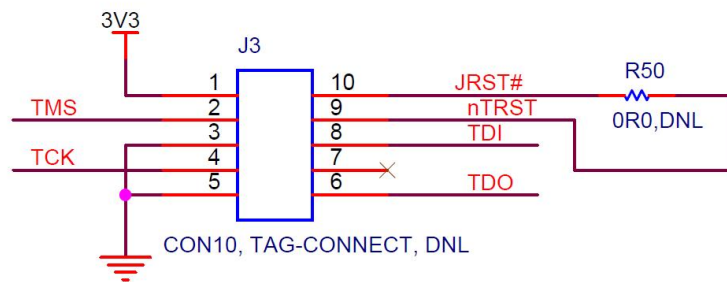 3V3
J3
1
10
JRST#
R50
TMS
2
9
nTRST
0R0,DNL
3
8
TDI
TCK
4
7
5
6
TDO
CON10, TAG-CONNECT, DNL